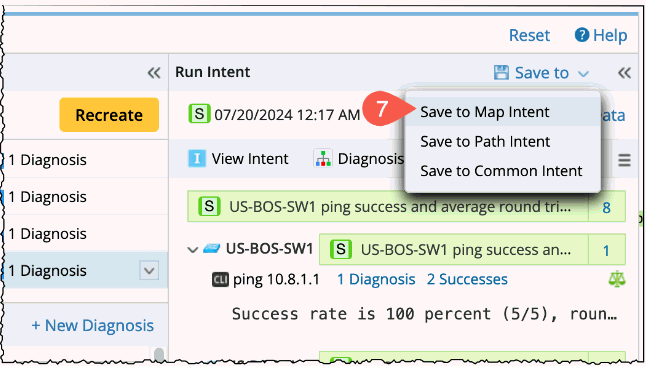 Reset ? Help
Run Intent Save to
Recreate
S 07/20/2024 12:17 AM
7
Save to Map Intent
Save to Path Intent
Save to Common Intent
ata
1 Diagnosis
1 Diagnosis
1 Diagnosis
1 Diagnosis
+ New Diagnosis
I View Intent Diagnosis
S US-BOS-SW1 ping success and average round tri... 8
US-BOS-SW1 S US-BOS-SW1 ping success an... 1
CLI ping 10.8.1.1 1 Diagnosis 2 Successes
Success rate is 100 percent (5/5), roun...